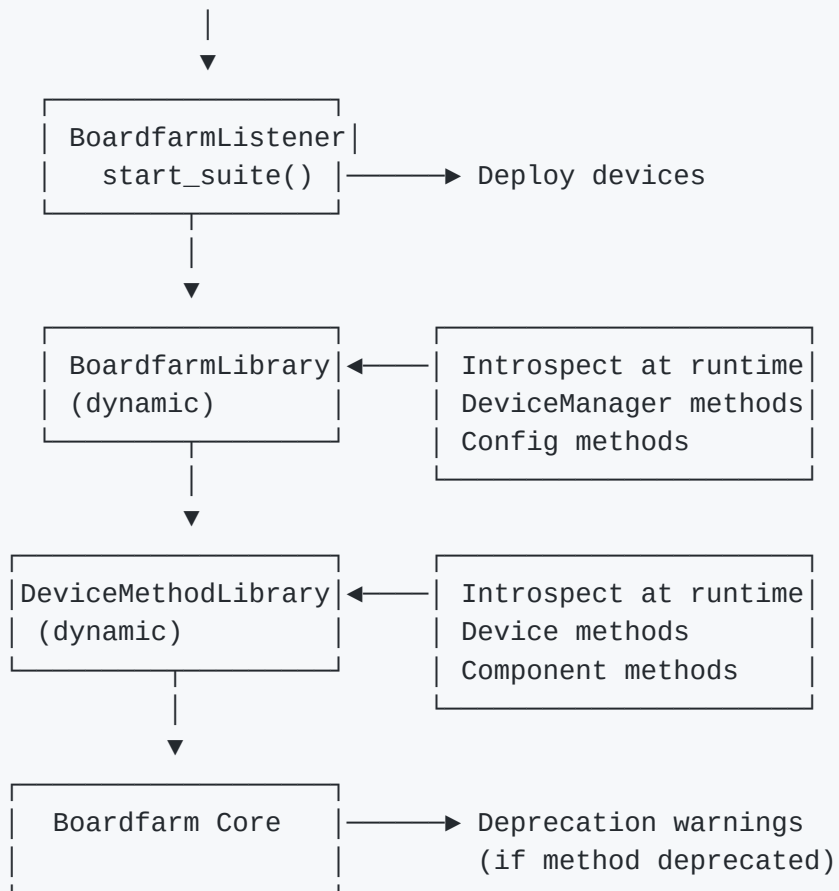 BoardfarmListener
start_suite()
Deploy devices
BoardfarmLibrary
(dynamic)
Introspect at runtime
DeviceManager methods
Config methods
DeviceMethodLibrary
(dynamic)
Introspect at runtime
Device methods
Component methods
Boardfarm Core
Deprecation warnings
(if method deprecated)